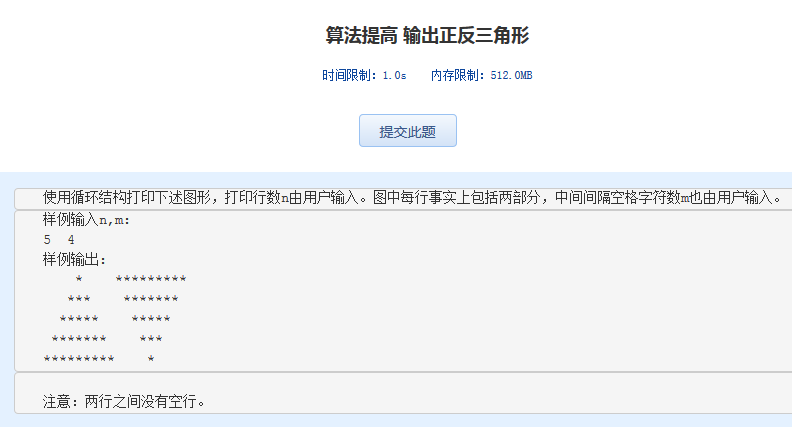 算法提高 输出正反三角形
时间限制：1.0s 内存限制：512.0MB
提交此题
使用循环结构打印下述图形，打印行数n由用户输入。图中每行事实上包括两部分，中间间隔空格字符数m也由用户输入。
样例输入n,m：
5  4
样例输出：
    *    *********
   ***    *******
  *****    *****
 *******    ***
*********    *
注意：两行之间没有空行。